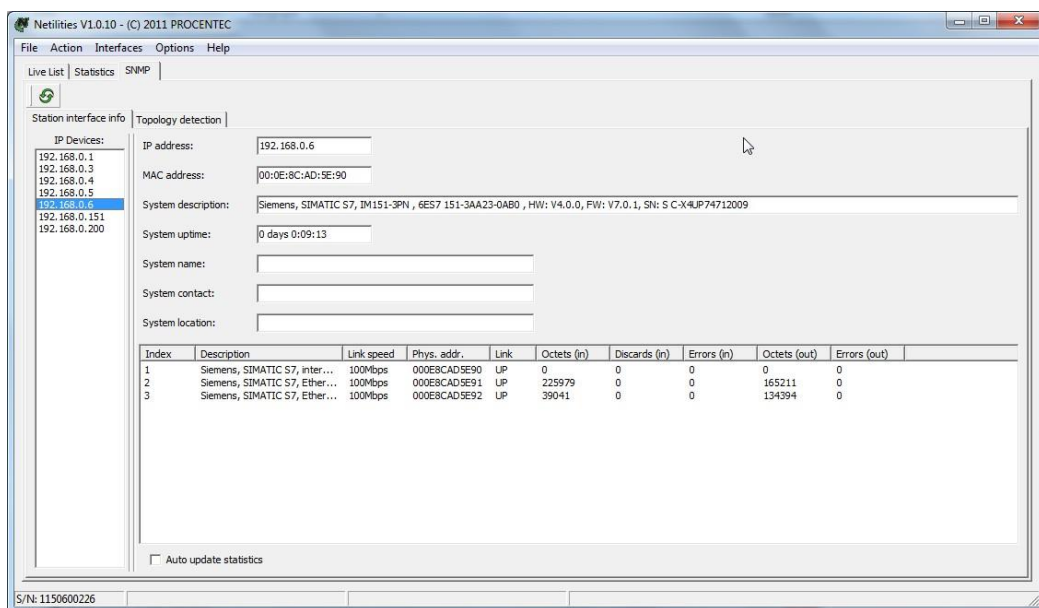 Netilities V1.0.10 - (C) 2011 PROCENTEC
File Action Interfaces Options Help
Live List Statistics SNMP
Station interface info Topology detection
IP Devices:
192.168.0.1
192.168.0.3
192.168.0.4
192.168.0.5
192.168.0.6
192.168.0.151
192.168.0.200
IP address: 192.168.0.6
MAC address: 00:0E:8C:AD:5E:90
System description: Siemens, SIMATIC S7, IM151-3PN , 6ES7 151-3AA23-0AB0 , HW: V4.0.0, FW: V7.0.1, SN: S C-X4UP74712009
System uptime: 0 days 0:09:13
System name:
System contact:
System location:
Index Description Link speed Phys. addr. Link Octets (in) Discards (in) Errors (in) Octets (out) Errors (out)
1 Siemens, SIMATIC S7, inter... 100Mbps 000E8CAD5E90 UP 0 0 0 0 0
2 Siemens, SIMATIC S7, Ether... 100Mbps 000E8CAD5E91 UP 225979 0 0 165211 0
3 Siemens, SIMATIC S7, Ether... 100Mbps 000E8CAD5E92 UP 39041 0 0 134394 0
Auto update statistics
S/N: 1150600226